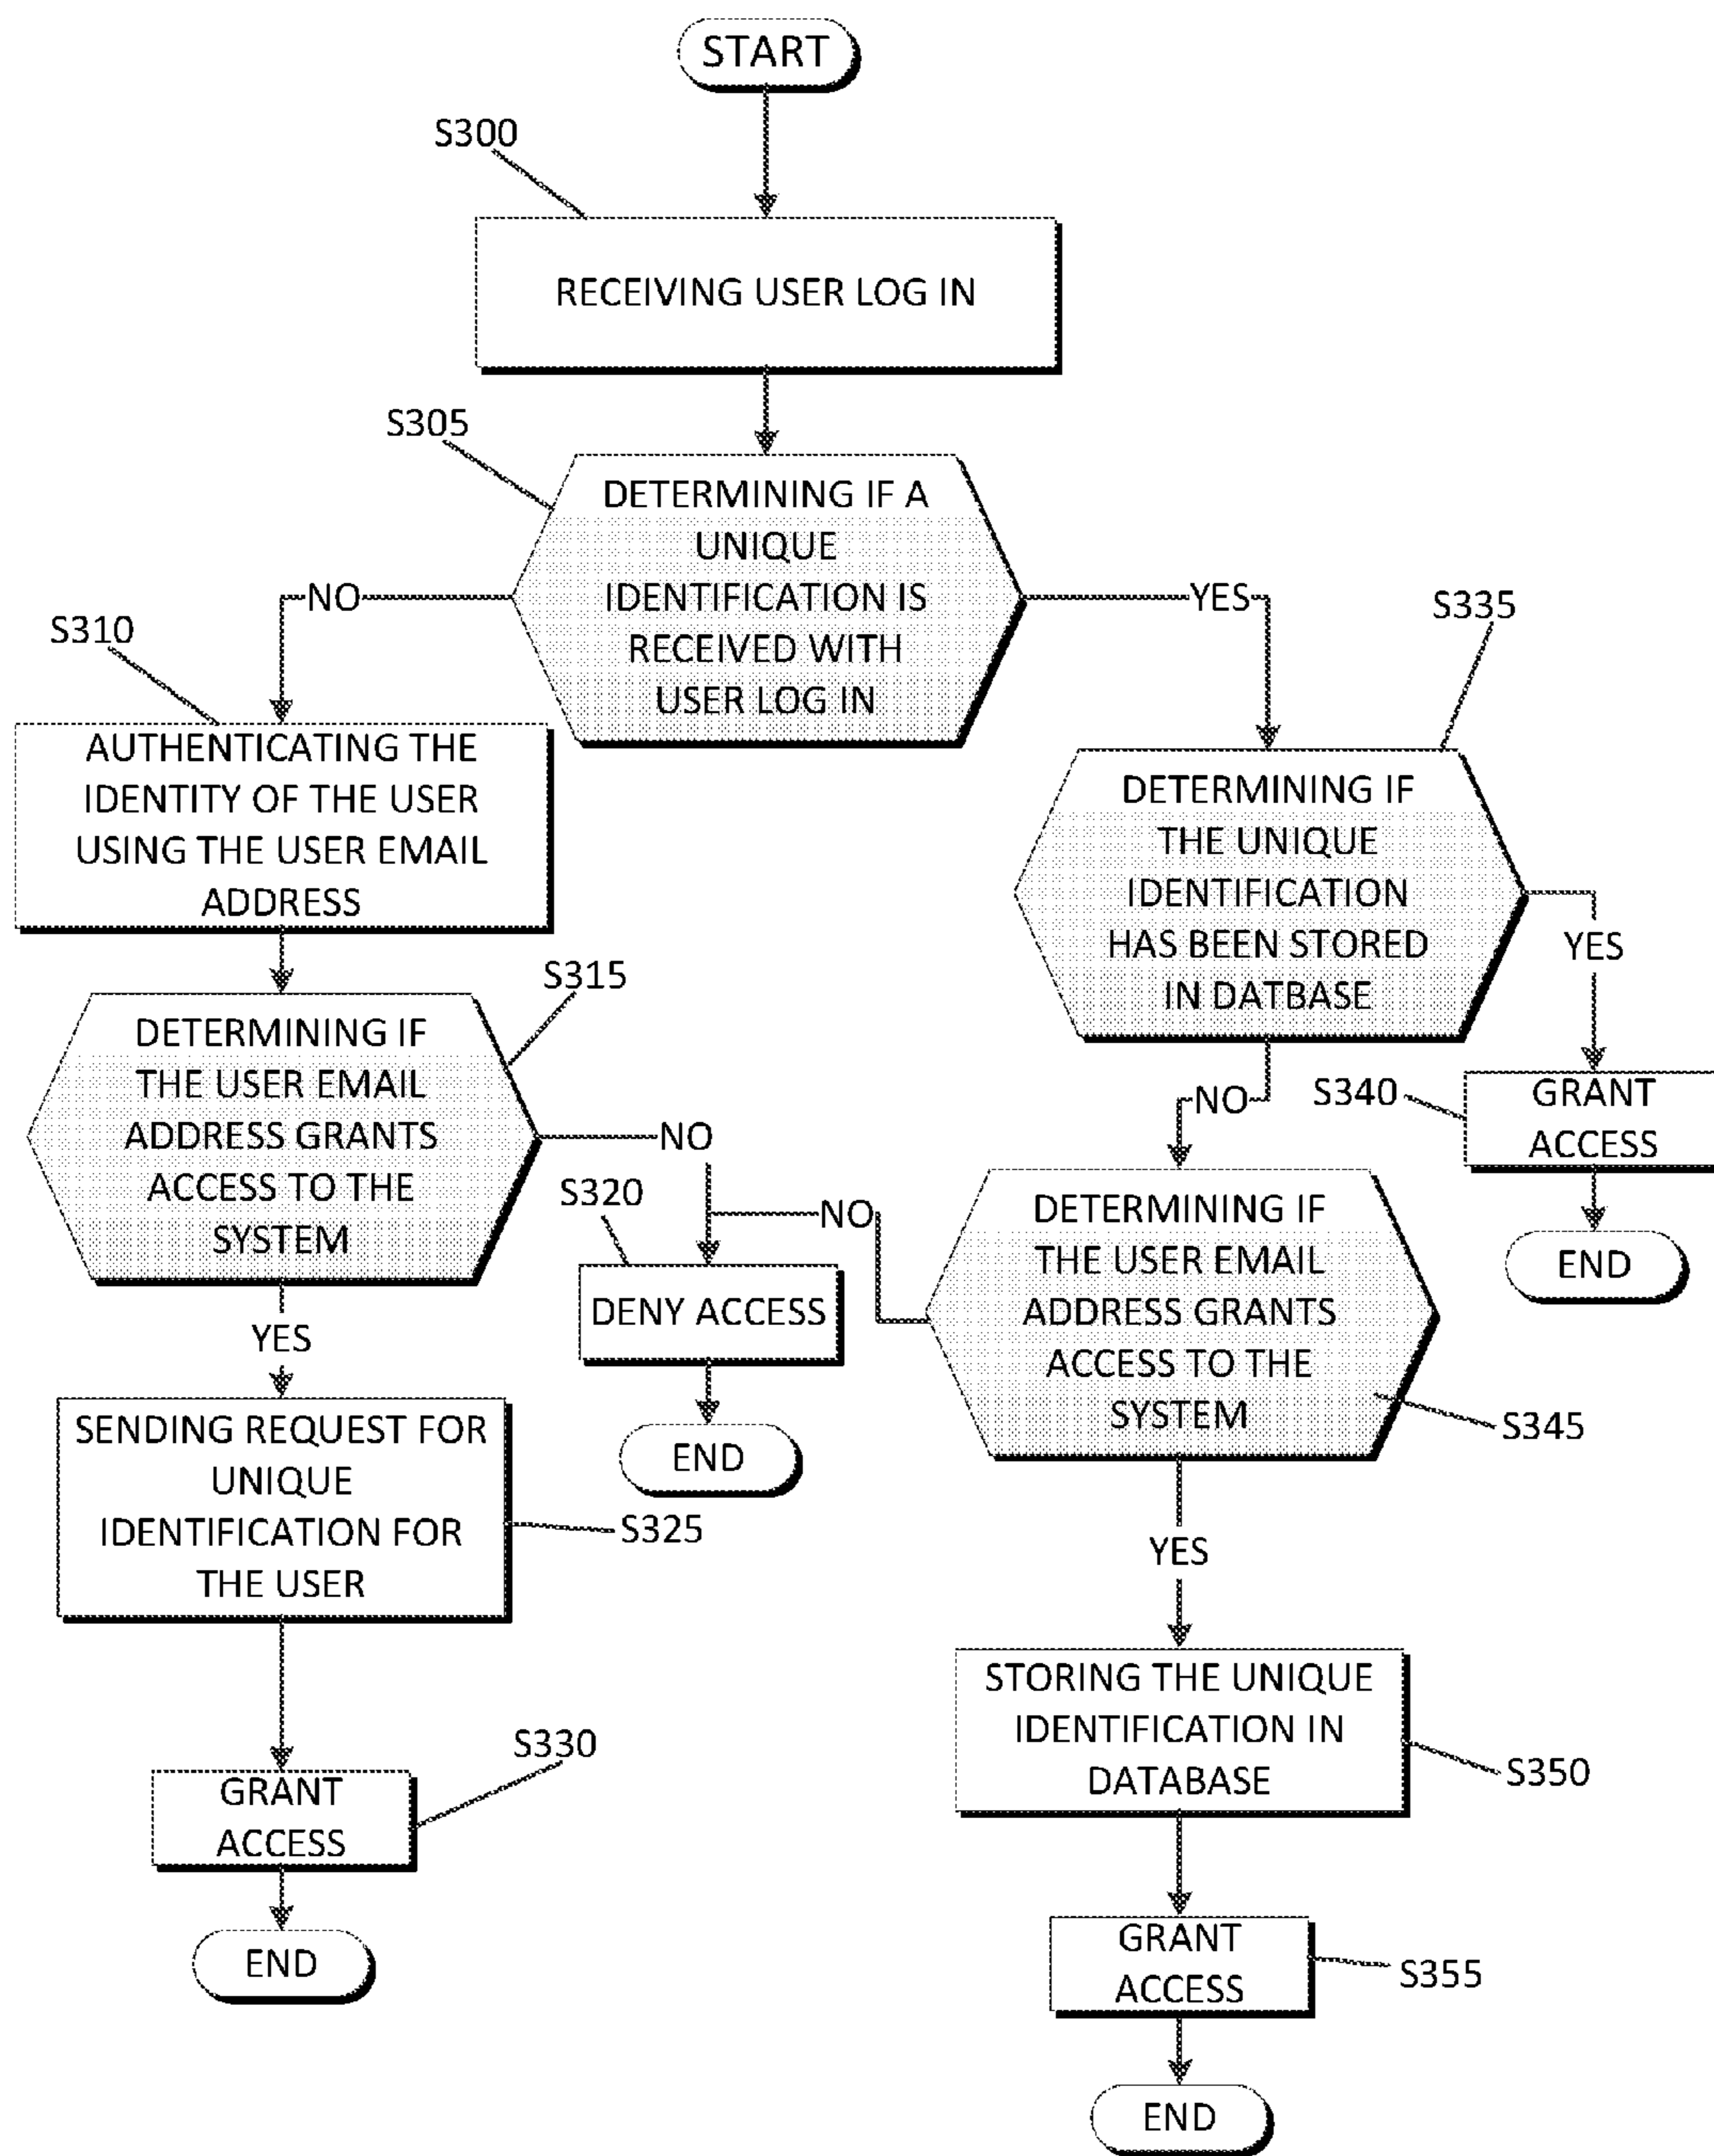 START
S300
RECEIVING USER LOG IN
S305
DETERMINING IF A
UNIQUE
IDENTIFICATION IS
RECEIVED WITH
USER LOG IN
NO
YES
S310
S335
AUTHENTICATING THE
IDENTITY OF THE USER
USING THE USER EMAIL
ADDRESS
DETERMINING IF
THE UNIQUE
IDENTIFICATION
HAS BEEN STORED
IN DATBASE
YES
S315
DETERMINING IF
THE USER EMAIL
ADDRESS GRANTS
ACCESS TO THE
SYSTEM
NO
NO
S340
GRANT
ACCESS
END
S320
NO
DENY ACCESS
END
DETERMINING IF
THE USER EMAIL
ADDRESS GRANTS
ACCESS TO THE
SYSTEM
S345
YES
SENDING REQUEST FOR
UNIQUE
IDENTIFICATION FOR
THE USER
S325
YES
STORING THE UNIQUE
IDENTIFICATION IN
DATABASE
S350
S330
GRANT
ACCESS
END
GRANT
ACCESS
S355
END